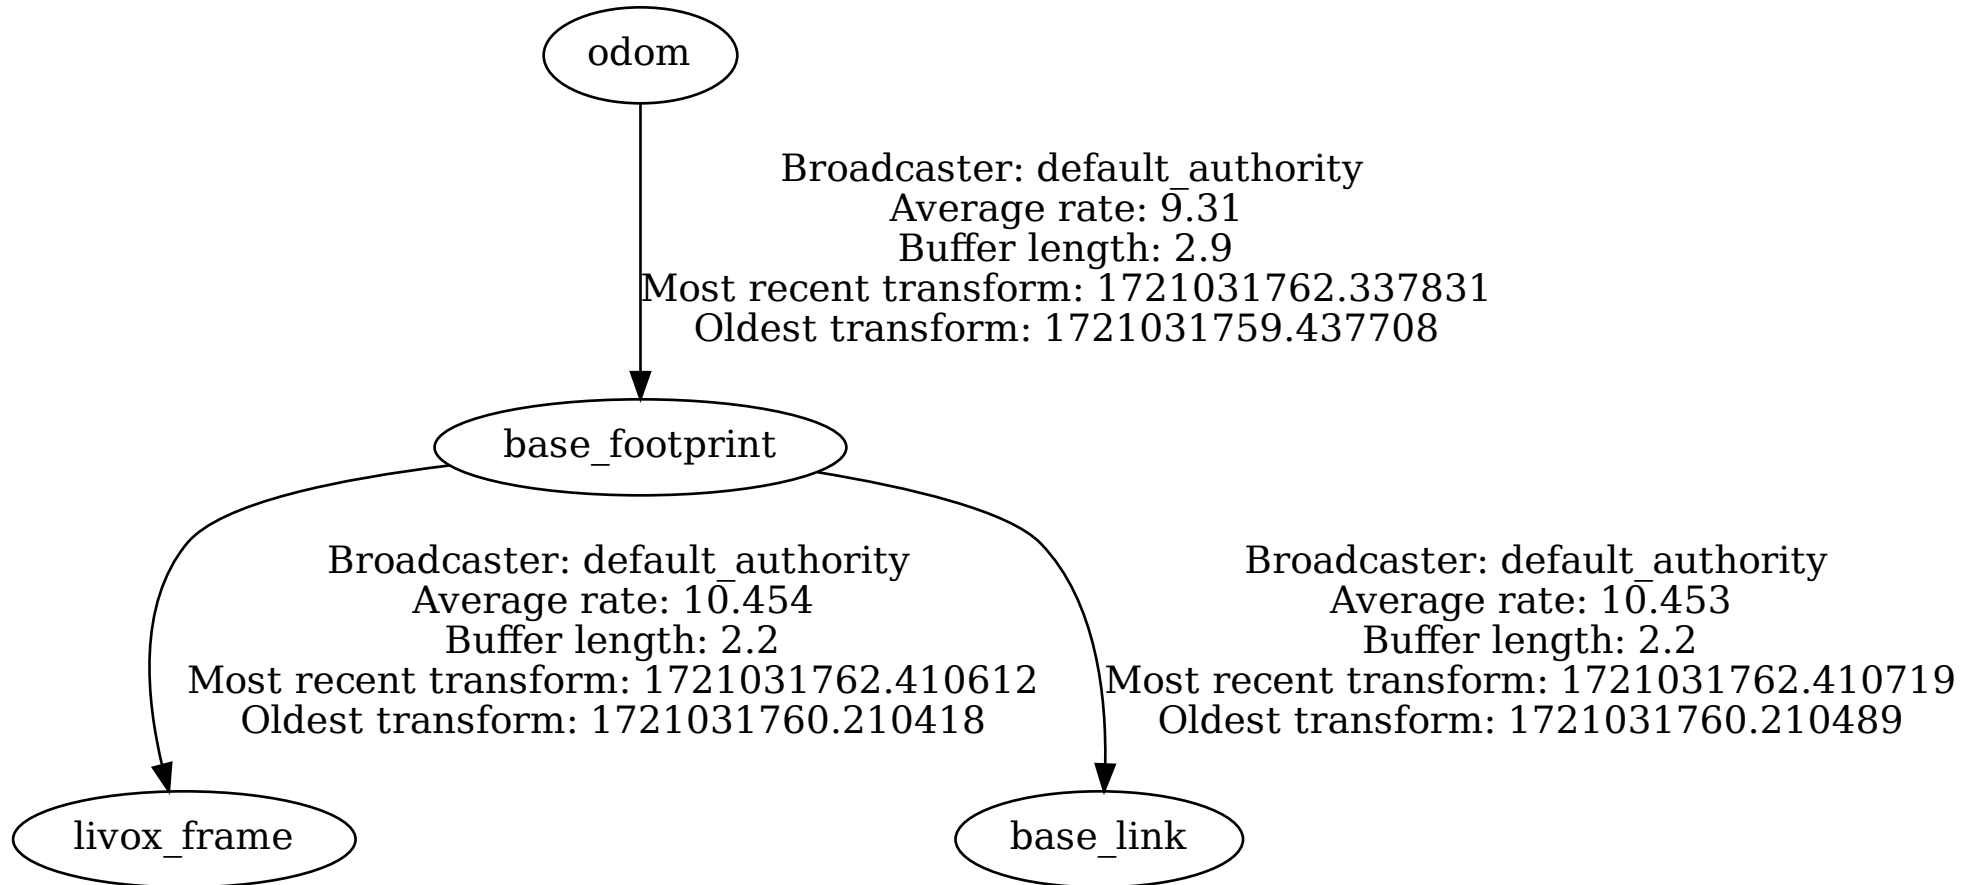 odom
Broadcaster: default_authority
Average rate: 9.31
Buffer length: 2.9
Most recent transform: 1721031762.337831
Oldest transform: 1721031759.437708
base_footprint
Broadcaster: default_authority
Average rate: 10.454
Buffer length: 2.2
Most recent transform: 1721031762.410612
Oldest transform: 1721031760.210418
Broadcaster: default_authority
Average rate: 10.453
Buffer length: 2.2
Most recent transform: 1721031762.410719
Oldest transform: 1721031760.210489
livox_frame
base_link